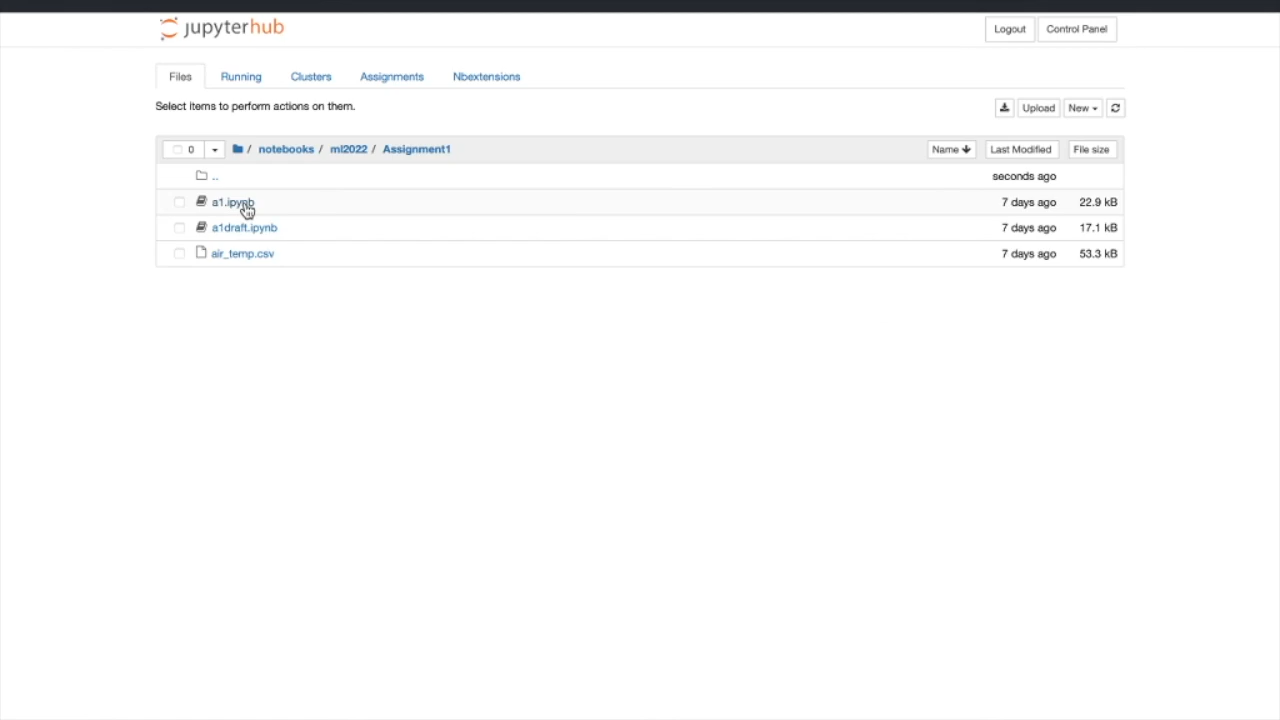 jupyterhub Logout Control Panel
Files Running Clusters Assignments Nbextensions
Select items to perform actions on them. Upload New
0 / notebooks / ml2022 / Assignment1 Name Last Modified File size
.. seconds ago
a1.ipynb 7 days ago 22.9 kB
a1draft.ipynb 7 days ago 17.1 kB
air_temp.csv 7 days ago 53.3 kB